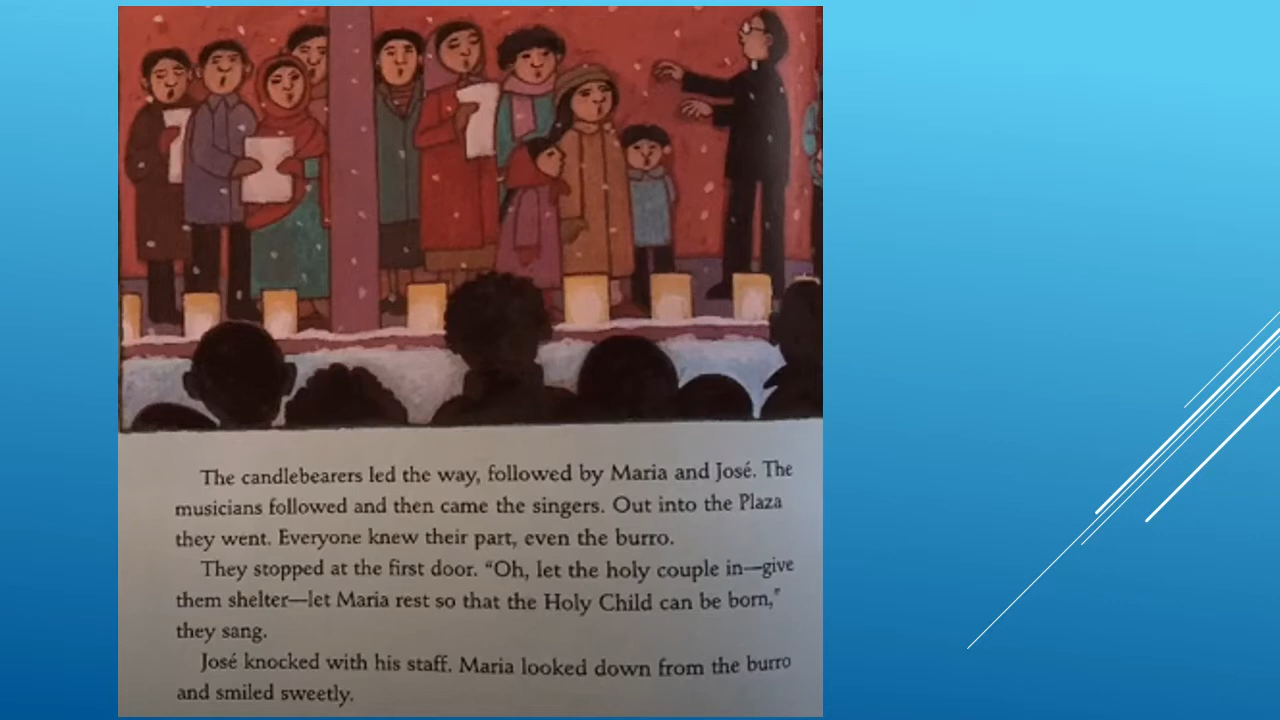 The candlebearers led the way, followed by Maria and José. The
musicians followed and then came the singers. Out into the Plaza
they went. Everyone knew their part, even the burro.
They stopped at the first door. “Oh, let the holy couple in—give
them shelter—let Maria rest so that the Holy Child can be born,”
they sang.
José knocked with his staff. Maria looked down from the burro
and smiled sweetly.